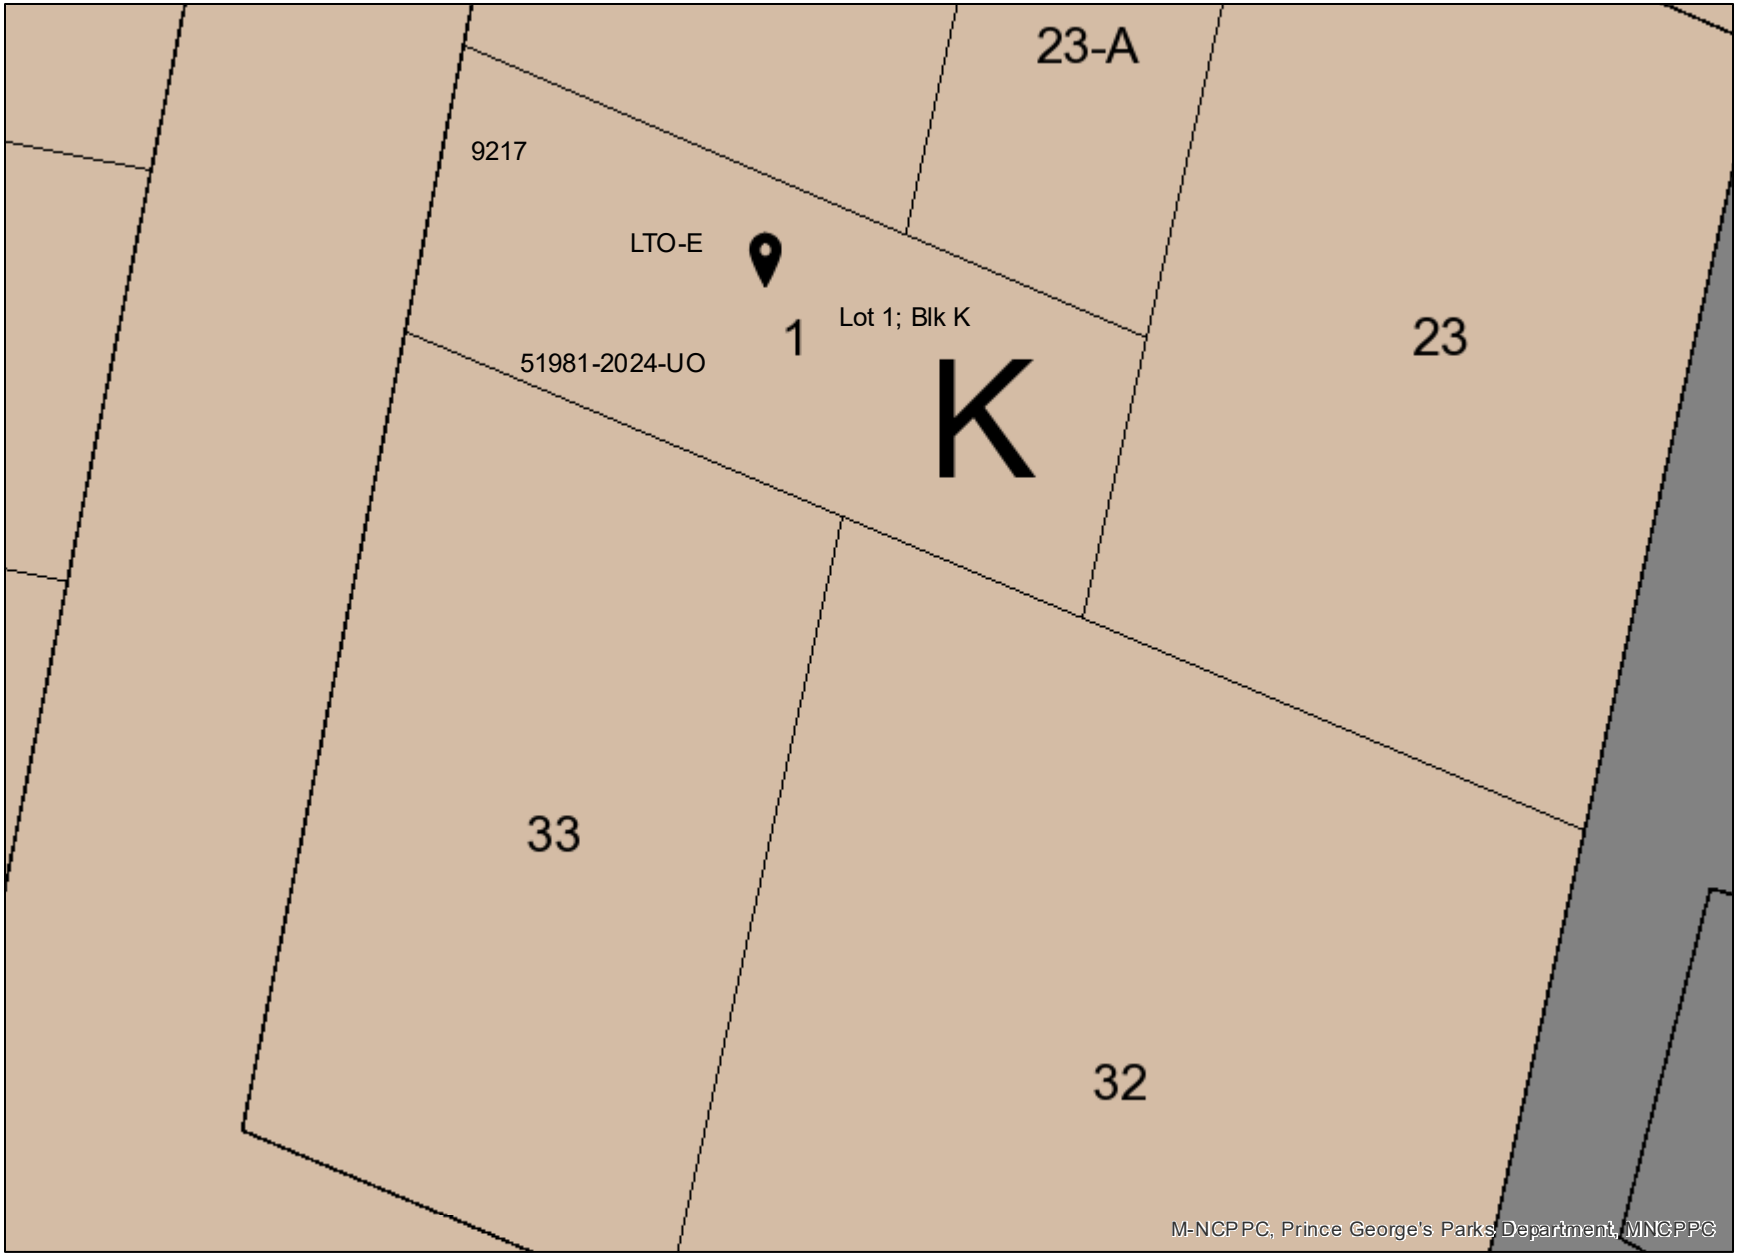 23-A
9217
LTO-E
Lot 1; Blk K
1
23
51981-2024-UO
K
33
32
M-NCPPC, Prince George's Parks Department, MNCPPC